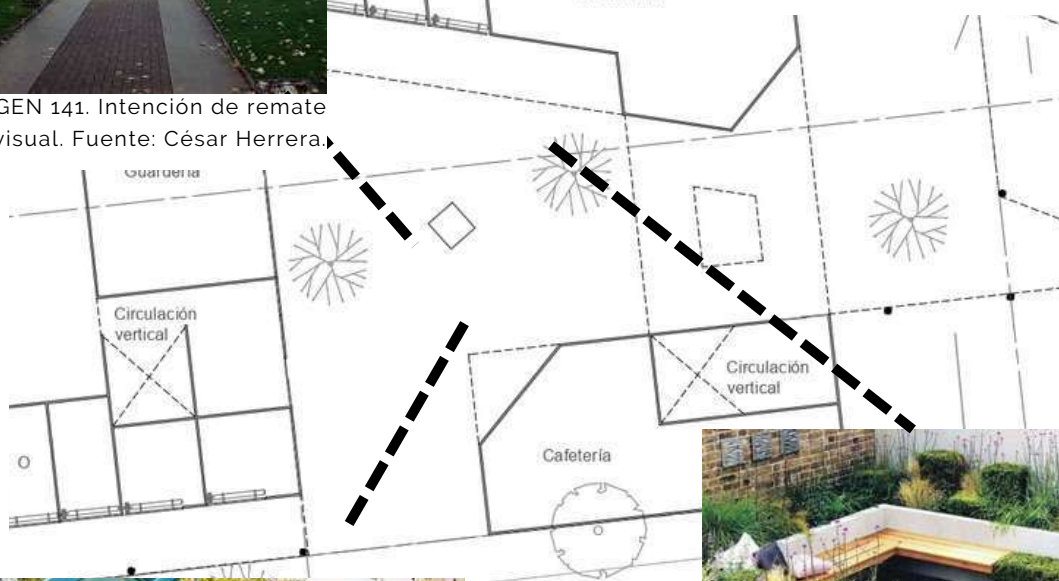 GEN 141. Intención de remate
visual. Fuente: César Herrera.
Guardería
Circulación
vertical
Circulación
vertical
Cafetería
O